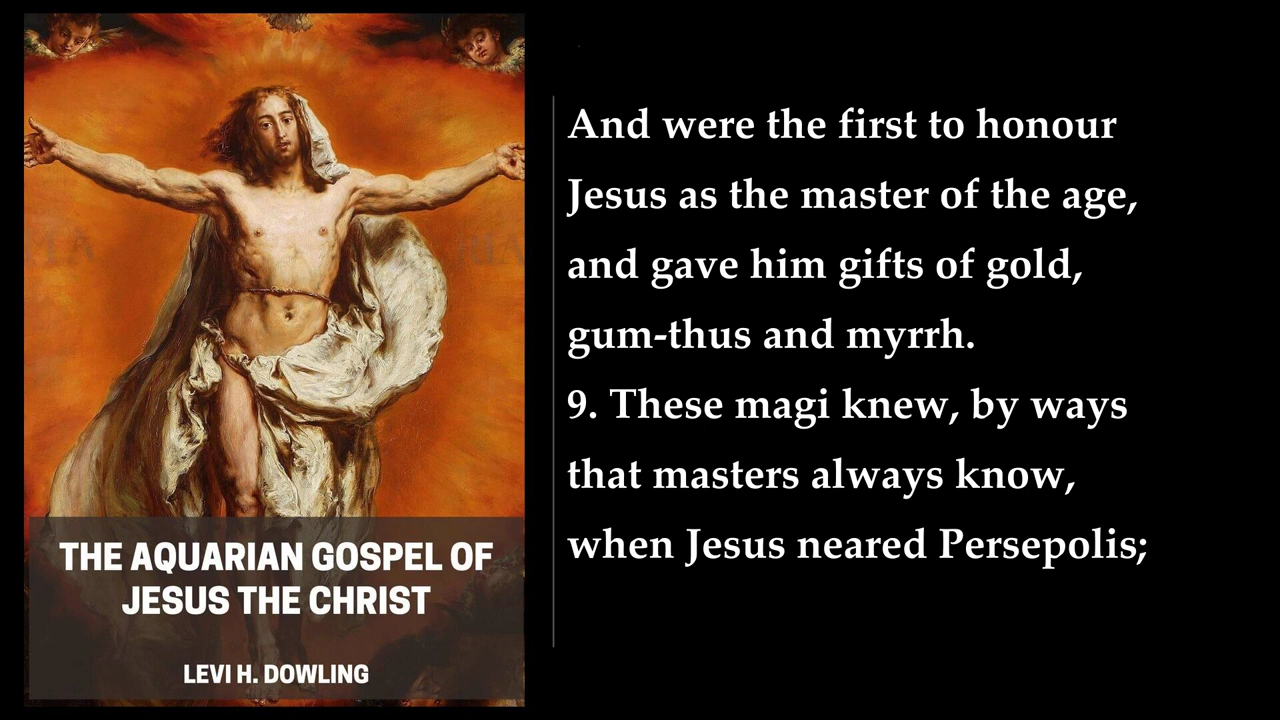 THE AQUARIAN GOSPEL OF
JESUS THE CHRIST
LEVI H. DOWLING
And were the first to honour
Jesus as the master of the age,
and gave him gifts of gold,
gum-thus and myrrh.
9. These magi knew, by ways
that masters always know,
when Jesus neared Persepolis;